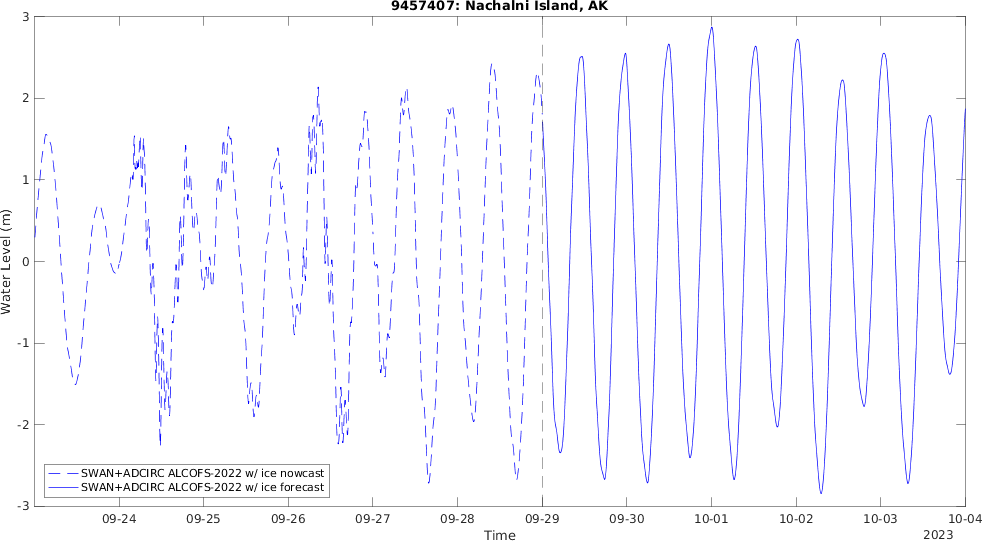 9457407: Nachalni Island, AK
3
2
1
0
-1
-2
-3
Water Level (m)
SWAN+ADCIRC ALCOFS-2022 w/ ice nowcast
SWAN+ADCIRC ALCOFS-2022 w/ ice forecast
09-24 09-25 09-26 09-27 09-28 09-29 09-30 10-01 10-02 10-03 10-04
Time 2023